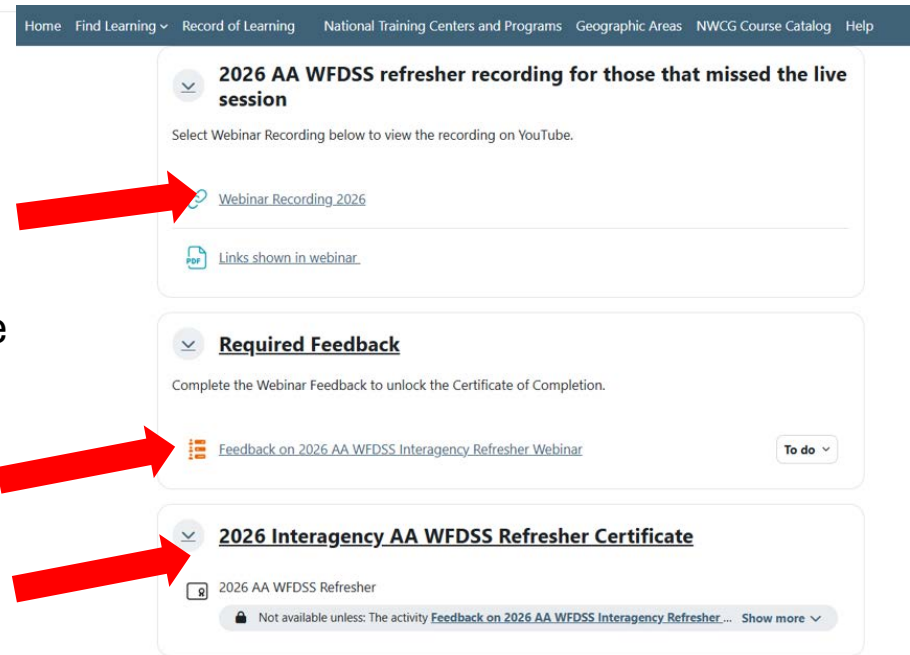 Home Find Learning Record of Learning National Training Centers and Programs Geographic Areas NWCG Course Catalog Help
2026 AA WFDSS refresher recording for those that missed the live
session
Select Webinar Recording below to view the recording on YouTube.
Webinar Recording 2026
PDF Links shown in webinar
e
Required Feedback
Complete the Webinar Feedback to unlock the Certificate of Completion.
Feedback on 2026 AA WFDSS Interagency Refresher Webinar To do
2026 Interagency AA WFDSS Refresher Certificate
2026 AA WFDSS Refresher
Not available unless: The activity Feedback on 2026 AA WFDSS Interagency Refresher ... Show more